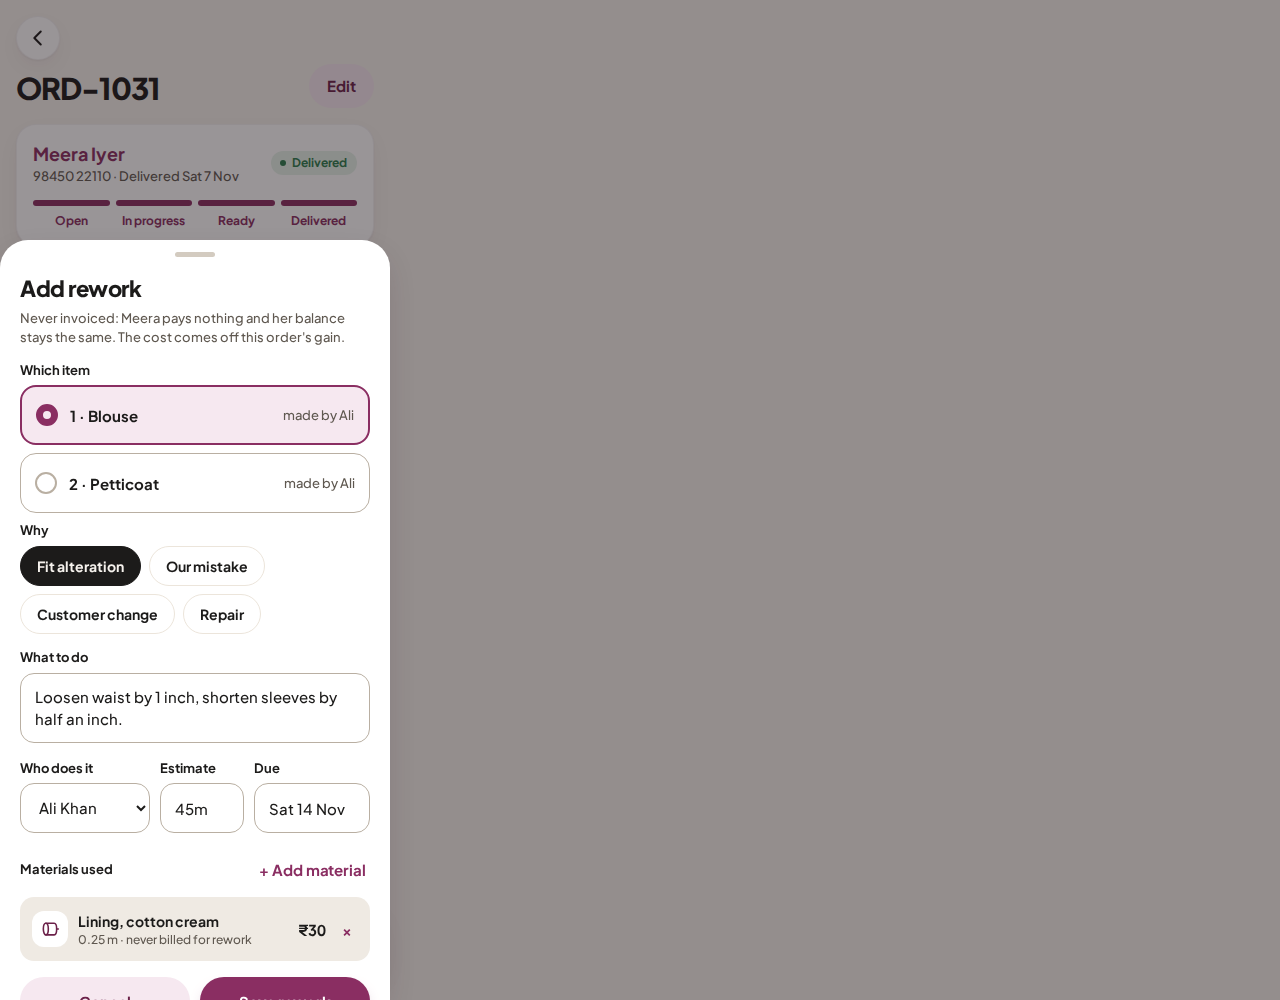 ORD-1031
Edit
Meera Iyer
98450 22110 · Delivered Sat 7 Nov
Delivered
Open
In progress
Ready
Delivered
Add rework
Never invoiced: Meera pays nothing and her balance
stays the same. The cost comes off this order's gain.
Which item
1 · Blouse
made by Ali
2 · Petticoat
made by Ali
Why
Fit alteration
Our mistake
Customer change
Repair
What to do
Loosen waist by 1 inch, shorten sleeves by
half an inch.
Who does it
Estimate
Due
Ali Khan
45m
Sat 14 Nov
Materials used
+ Add material
Lining, cotton cream
0.25 m · never billed for rework
₹30
×